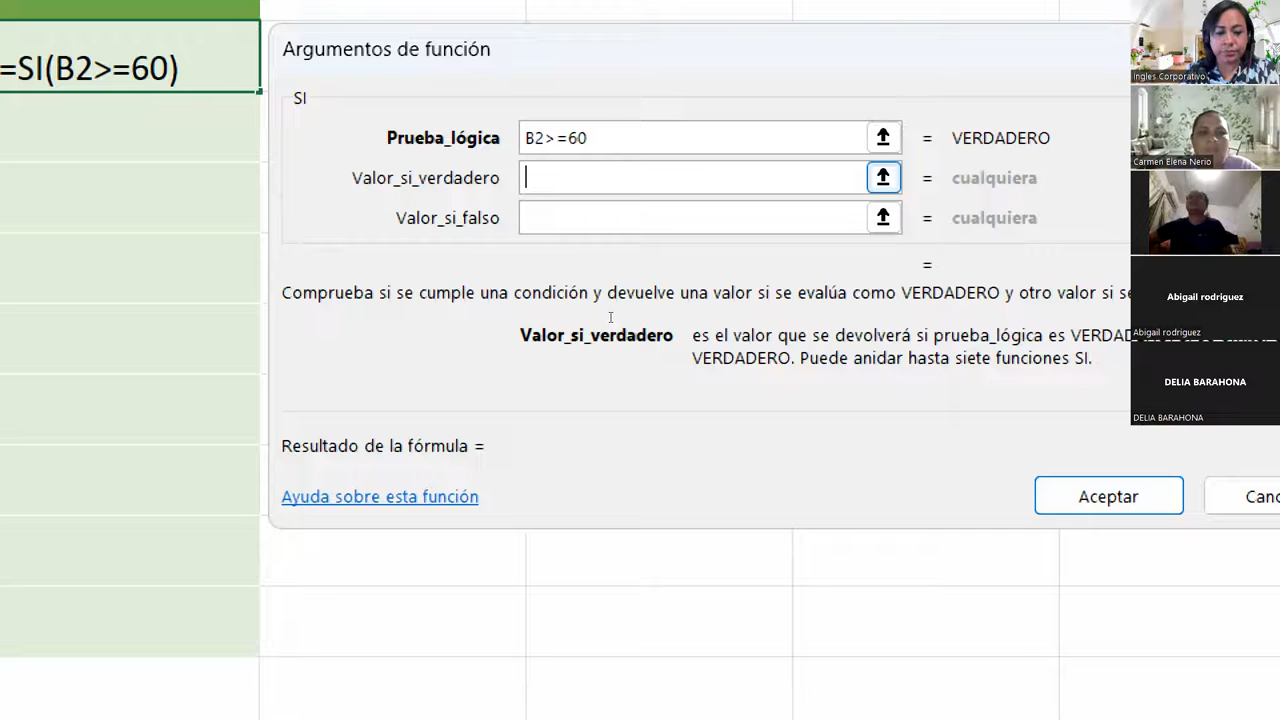 =SI(B2>=60)
Argumentos de función
SI
Prueba_lógica B2>=60 = VERDADERO
Valor_si_verdadero = cualquiera
Valor_si_falso = cualquiera
=
Comprueba si se cumple una condición y devuelve una valor si se evalúa como VERDADERO y otro valor si se
Valor_si_verdadero es el valor que se devolverá si prueba_lógica es VERDAD
VERDADERO. Puede anidar hasta siete funciones SI.
Resultado de la fórmula =
Ayuda sobre esta función
Aceptar
Canc
Ingles Corporativo
Carmen Elena Nerio
Abigail rodriguez
Abigail rodriguez
DELIA BARAHONA
DELIA BARAHONA